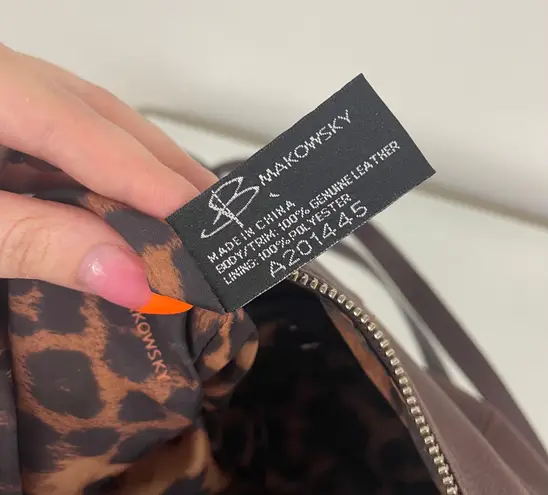 B. MAKOWSKY
MADE IN CHINA
BODY/TRIM: 100% GENUINE LEATHER
LINING: 100% POLYESTER
A201445
MAKOWSKY